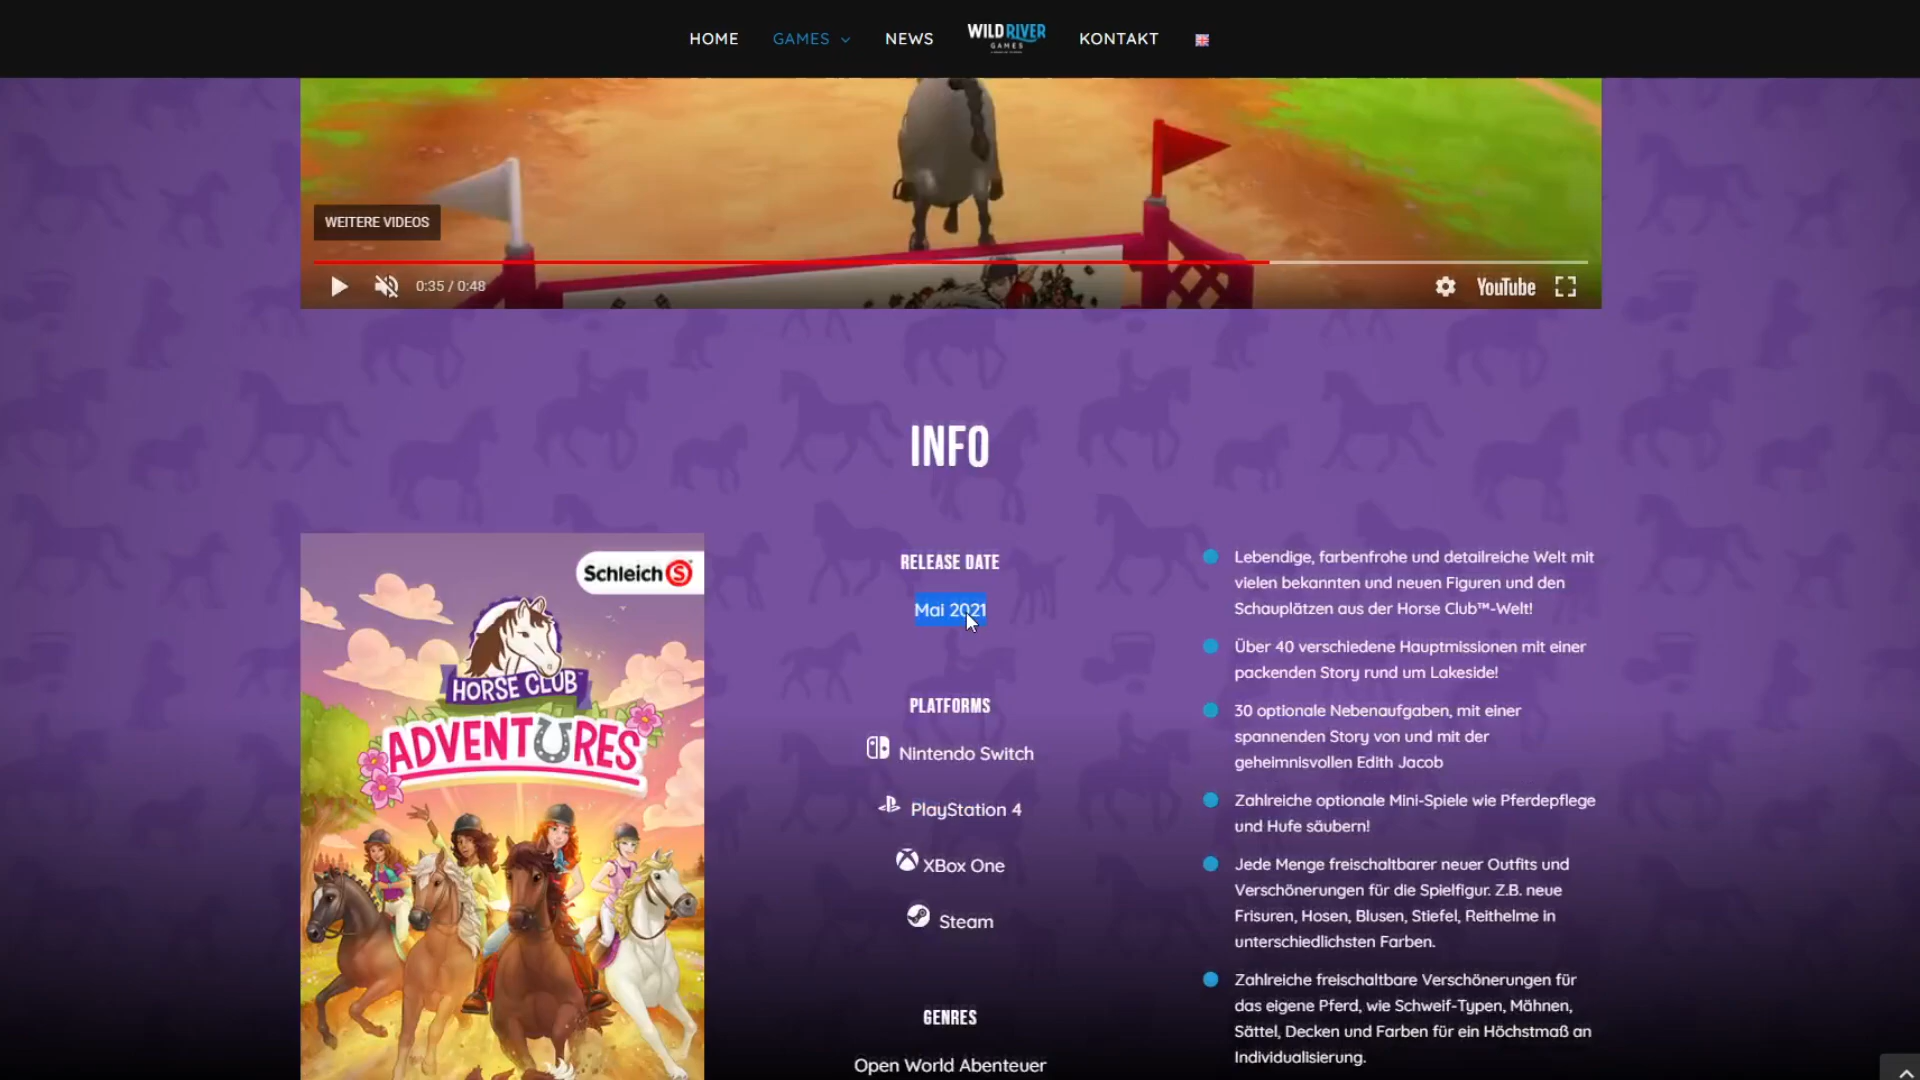 HOME
GAMES
NEWS
WILD RIVER
GAMES
KONTAKT
WEITERE VIDEOS
0:35 / 0:48
YouTube
INFO
Schleich S
HORSE CLUB™
ADVENTURES
RELEASE DATE
Mai 2021
PLATFORMS
Nintendo Switch
PlayStation 4
XBox One
Steam
GENRES
Open World Abenteuer
Lebendige, farbenfrohe und detailreiche Welt mit
vielen bekannten und neuen Figuren und den
Schauplätzen aus der Horse Club™-Welt!
Über 40 verschiedene Hauptmissionen mit einer
packenden Story rund um Lakeside!
30 optionale Nebenaufgaben, mit einer
spannenden Story von und mit der
geheimnisvollen Edith Jacob
Zahlreiche optionale Mini-Spiele wie Pferdepflege
und Hufe säubern!
Jede Menge freischaltbarer neuer Outfits und
Verschönerungen für die Spielfigur. Z.B. neue
Frisuren, Hosen, Blusen, Stiefel, Reithelme in
unterschiedlichsten Farben.
Zahlreiche freischaltbare Verschönerungen für
das eigene Pferd, wie Schweif-Typen, Mähnen,
Sättel, Decken und Farben für ein Höchstmaß an
Individualisierung.